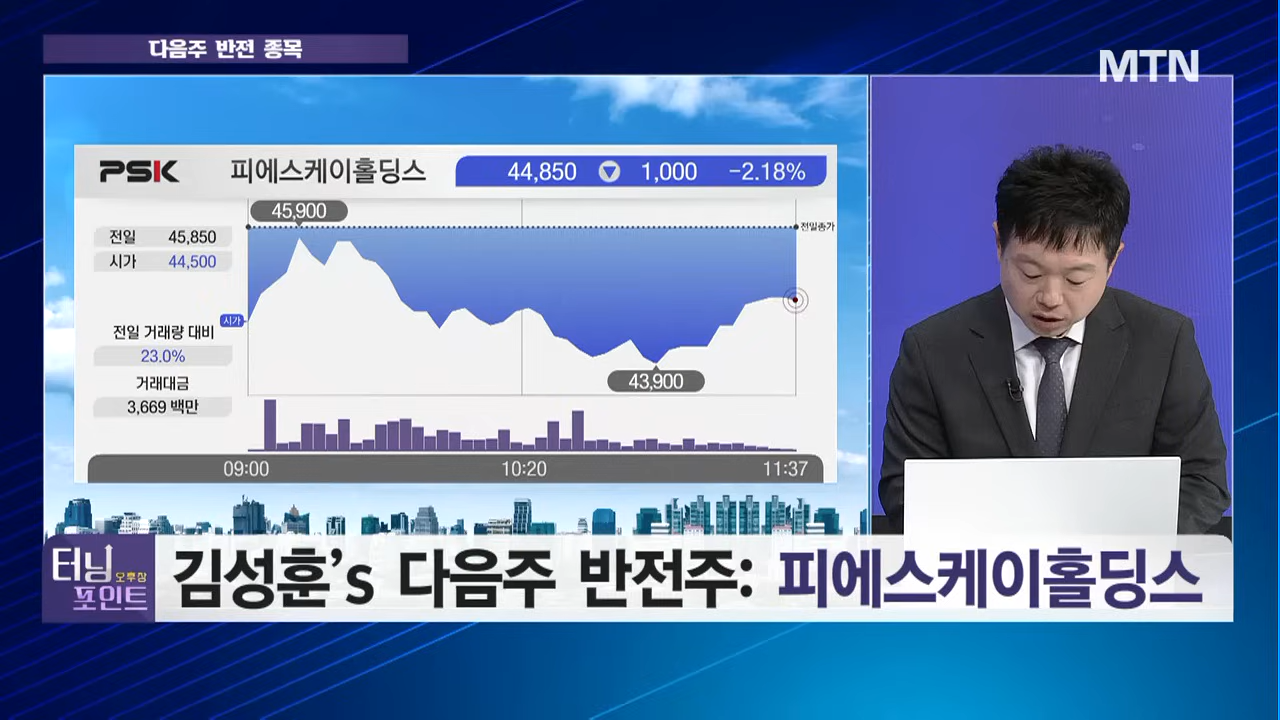 다음주 반전 종목
MTN
PSK 피에스케이홀딩스 44,850 ▼ 1,000 -2.18%
45,900
전일종가
전일 45,850
시가 44,500
시가
전일 거래량 대비
23.0%
거래대금
3,669 백만
43,900
09:00 10:20 11:37
터닝
오후장
포인트
김성훈's 다음주 반전주: 피에스케이홀딩스